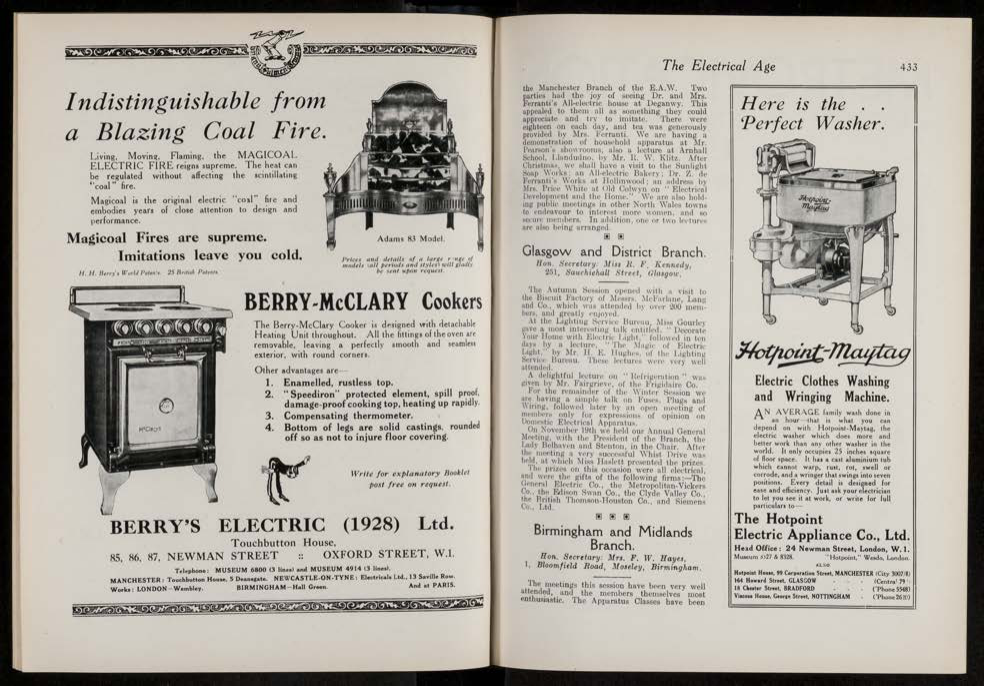 Indistinguishable from
a Blazing Coal Fire.
Living, Moving, Flaming, the MAGICOAL
ELECTRIC FIRE reigns supreme. The heat can
be regulated without affecting the scintillating
"coal" fire.
Magicoal is the original electric "coal" fire and
embodies years of close attention to design and
performance.
Magicoal Fires are supreme.
Imitations leave you cold.
H. H. Berry's World Patents. 25 British Patents
Adams 83 Model.
Prices and details of a large range of
models (all periods and styles) will gladly
be sent upon request.
BERRY-McCLARY Cookers
The Berry-McClary Cooker is designed with detachable
Heating Unit throughout. All the fittings of the oven are
removable, leaving a perfectly smooth and seamless
exterior, with round corners.
Other advantages are—
1. Enamelled, rustless top.
2. "Speediron" protected element, spill proof,
damage-proof cooking top, heating up rapidly.
3. Compensating thermometer.
4. Bottom of legs are solid castings, rounded
off so as not to injure floor covering.
McClary
Write for explanatory Booklet
post free on request.
BERRY'S ELECTRIC (1928) Ltd.
Touchbutton House,
85, 86, 87, NEWMAN STREET :: OXFORD STREET, W.1.
Telephone: MUSEUM 6800 (3 lines) and MUSEUM 4914 (3 lines).
MANCHESTER: Touchbutton House, 5 Deansgate. NEWCASTLE-ON-TYNE: Electricals Ltd., 13 Saville Row.
Works: LONDON—Wembley. BIRMINGHAM—Hall Green. And at PARIS.
The Electrical Age 433
the Manchester Branch of the E.A.W. Two
parties had the joy of seeing Dr. and Mrs.
Ferranti's All-electric house at Deganwy. This
appealed to them all as something they could
appreciate and try to imitate. There were
eighteen on each day, and tea was generously
provided by Mrs. Ferranti. We are having a
demonstration of household apparatus at Mr.
Pearson's showrooms, also a lecture at Arnhall
School, Llandudno, by Mr. R. W. Klitz. After
Christmas, we shall have a visit to the Sunlight
Soap Works; an All-electric Bakery; Dr. Z. de
Ferranti's Works at Hollinwood; an address by
Mrs. Price White at Old Colwyn on "Electrical
Development and the Home." We are also hold-
ing public meetings in other North Wales towns
to endeavour to interest more women, and so
secure members. In addition, one or two lectures
are also being arranged.
Glasgow and District Branch.
Hon. Secretary: Miss R. F. Kennedy,
251, Sauchiehall Street, Glasgow.
The Autumn Session opened with a visit to
the Biscuit Factory of Messrs. McFarlane, Lang
and Co., which was attended by over 200 mem-
bers, and greatly enjoyed.
At the Lighting Service Bureau, Miss Gourley
gave a most interesting talk entitled, "Decorate
Your Home with Electric Light," followed in ten
days by a lecture, "The Magic of Electric
Light," by Mr. H. E. Hughes, of the Lighting
Service Bureau. These lectures were very well
attended.
A delightful lecture on "Refrigeration" was
given by Mr. Fairgrieve, of the Frigidaire Co.
For the remainder of the Winter Session we
are having a simple talk on Fuses, Plugs and
Wiring, followed later by an open meeting of
members only for expressions of opinion on
Domestic Electrical Apparatus.
On November 19th we held our Annual General
Meeting, with the President of the Branch, the
Lady Belhaven and Stenton, in the Chair. After
the meeting a very successful Whist Drive was
held, at which Miss Haslett presented the prizes.
The prizes on this occasion were all electrical,
and were the gifts of the following firms:—The
General Electric Co., the Metropolitan-Vickers
Co., the Edison Swan Co., the Clyde Valley Co.,
the British Thomson-Houston Co., and Siemens
Co., Ltd.
Birmingham and Midlands
Branch.
Hon. Secretary: Mrs. F. W. Hayes,
1, Bloomfield Road, Moseley, Birmingham.
The meetings this session have been very well
attended, and the members themselves most
enthusiastic. The Apparatus Classes have been
Here is the . .
Perfect Washer.
Hotpoint-
Maytag
Hotpoint-Maytag
Electric Clothes Washing
and Wringing Machine.
AN AVERAGE family wash done in
an hour—that is what you can
depend on with Hotpoint-Maytag, the
electric washer which does more and
better work than any other washer in the
world. It only occupies 25 inches square
of floor space. It has a cast aluminium tub
which cannot warp, rust, rot, swell or
corrode, and a wringer that swings into seven
positions. Every detail is designed for
ease and efficiency. Just ask your electrician
to let you see it at work, or write for full
particulars to—
The Hotpoint
Electric Appliance Co., Ltd.
Head Office: 24 Newman Street, London, W.1.
Museum & 8328. "Hotpoint," Wesdo, London.
ALSO
Hotpoint House, 99 Corporation Street, MANCHESTER (City 3007/8)
164 Howard Street, GLASGOW - - - (Central
18 Chester Street, BRADFORD - - ('Phone 5568)
Viscosa House, George Street, NOTTINGHAM - ('Phone